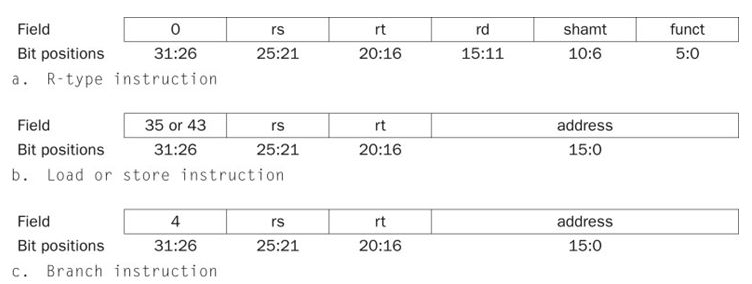 Field 0 rs rt rd shamt funct
Bit positions 31:26 25:21 20:16 15:11 10:6 5:0
a. R-type instruction
Field 35 or 43 rs rt address
Bit positions 31:26 25:21 20:16 15:0
b. Load or store instruction
Field 4 rs rt address
Bit positions 31:26 25:21 20:16 15:0
c. Branch instruction